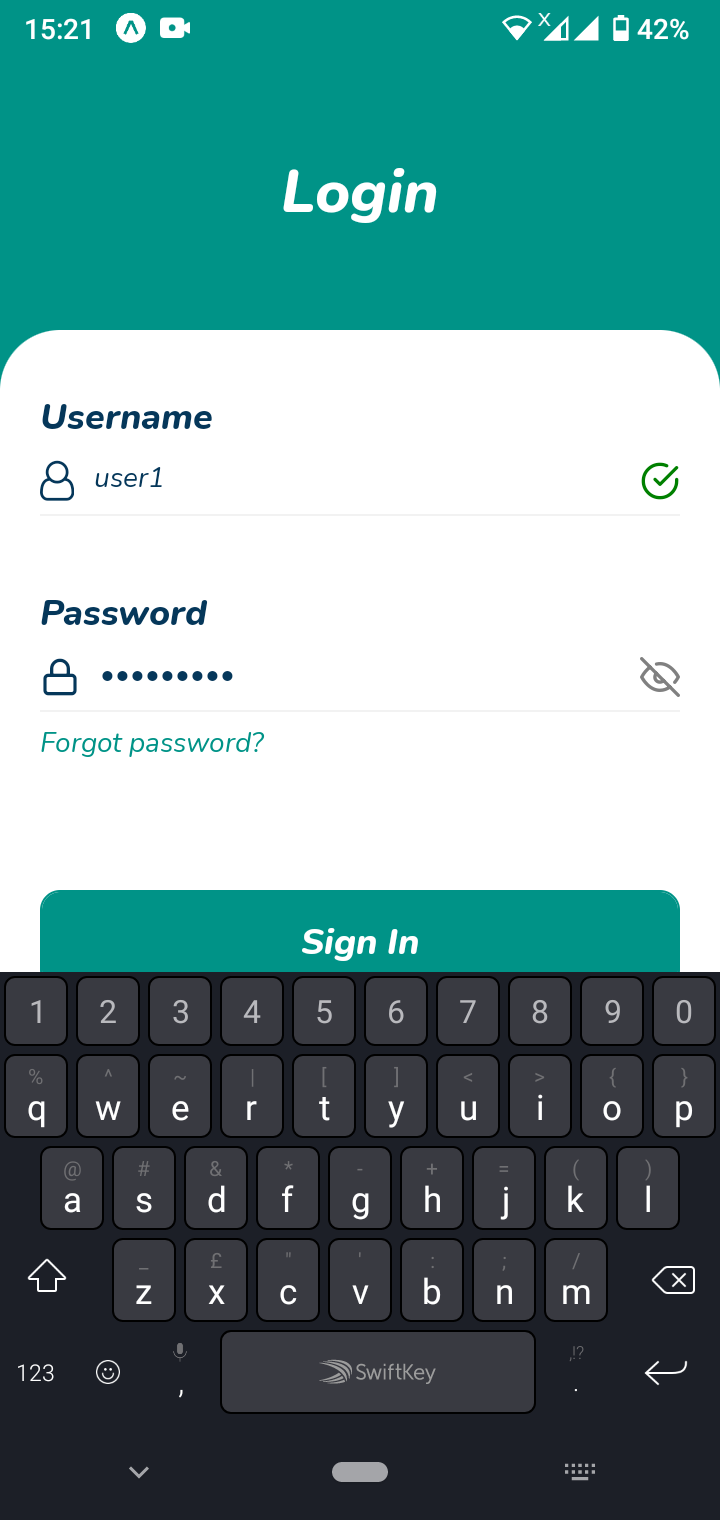 15:21 X 42%
Login
Username
user1
Password
•••••••••
Forgot password?
Sign In
1 2 3 4 5 6 7 8 9 0
% ^ ~ | [ ] < > { }
q w e r t y u i o p
@ # & * - + = ( )
a s d f g h j k l
_ £ " ' : ; /
z x c v b n m
,!?
123 , SwiftKey .